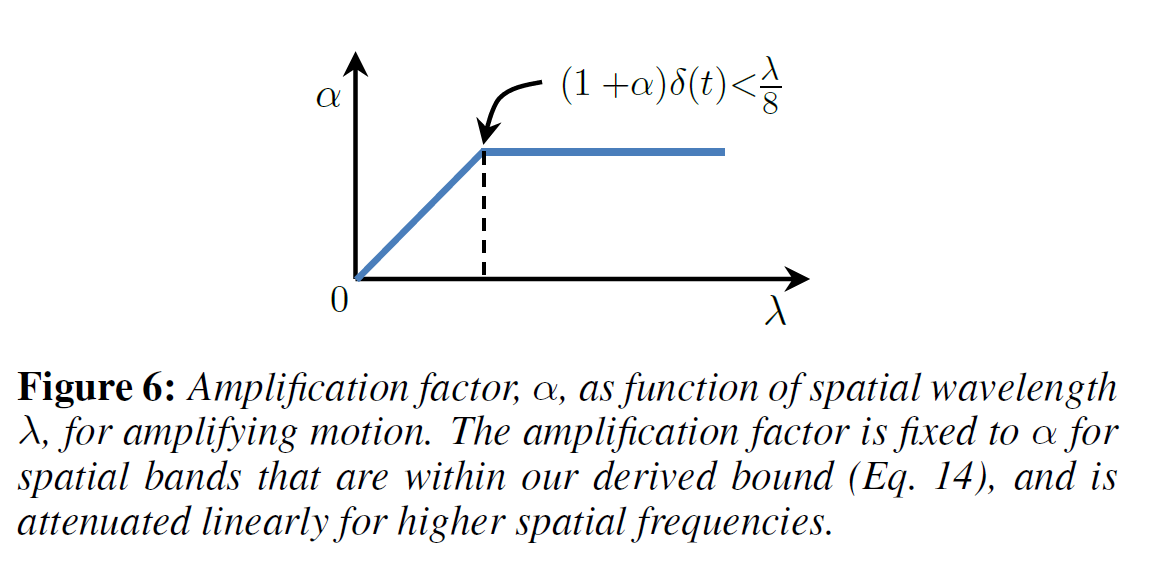 α
(1 +α)δ(t)<λ/8
0
λ
Figure 6: Amplification factor, α, as function of spatial wavelength
λ, for amplifying motion. The amplification factor is fixed to α for
spatial bands that are within our derived bound (Eq. 14), and is
attenuated linearly for higher spatial frequencies.